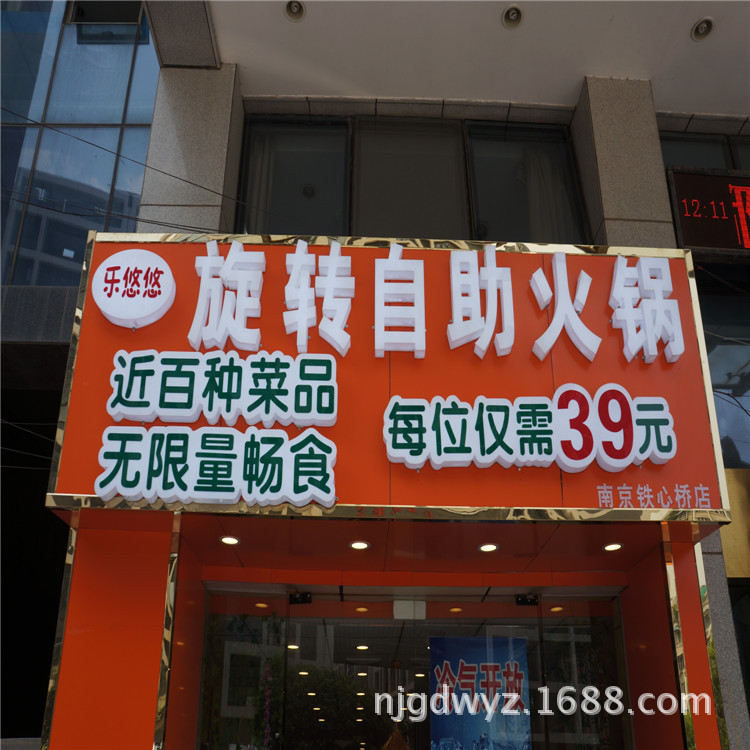 12:11
乐悠悠
旋转自助火锅
近百种菜品
无限量畅食
每位仅需39元
南京铁心桥店
冷气开放
njgdwyz.1688.com